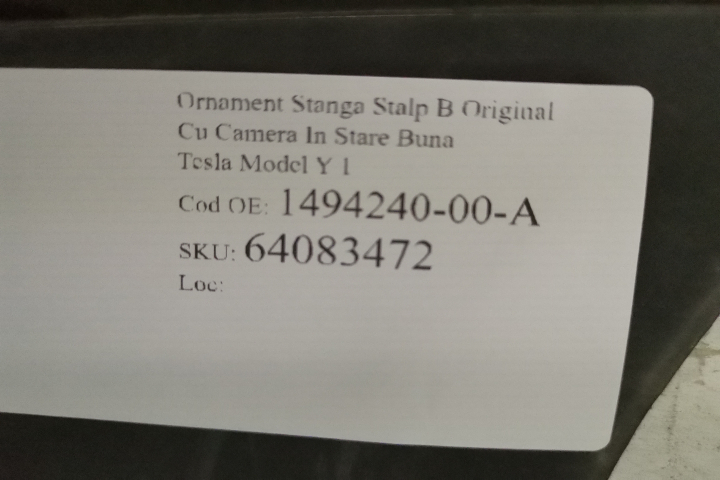 Ornament Stanga Stalp B Original
Cu Camera In Stare Buna
Tesla Model Y 1
Cod OE: 1494240-00-A
SKU: 64083472
Loc: